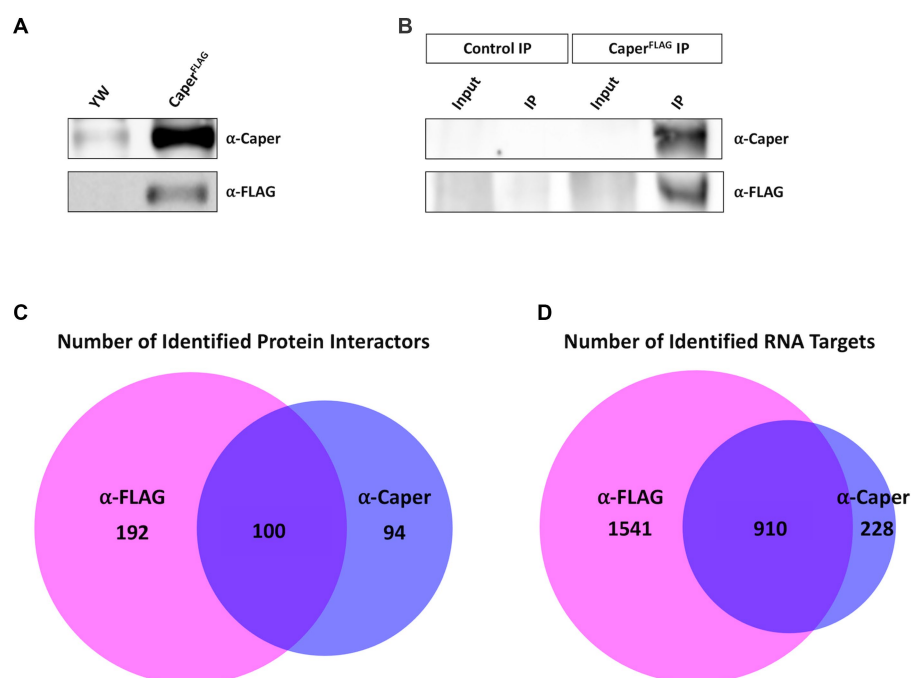 A
YW
Caper^FLAG
α-Caper
α-FLAG
B
Control IP
Caper^FLAG IP
Input
IP
Input
IP
α-Caper
α-FLAG
C
Number of Identified Protein Interactors
α-FLAG
192
100
α-Caper
94
D
Number of Identified RNA Targets
α-FLAG
1541
910
α-Caper
228